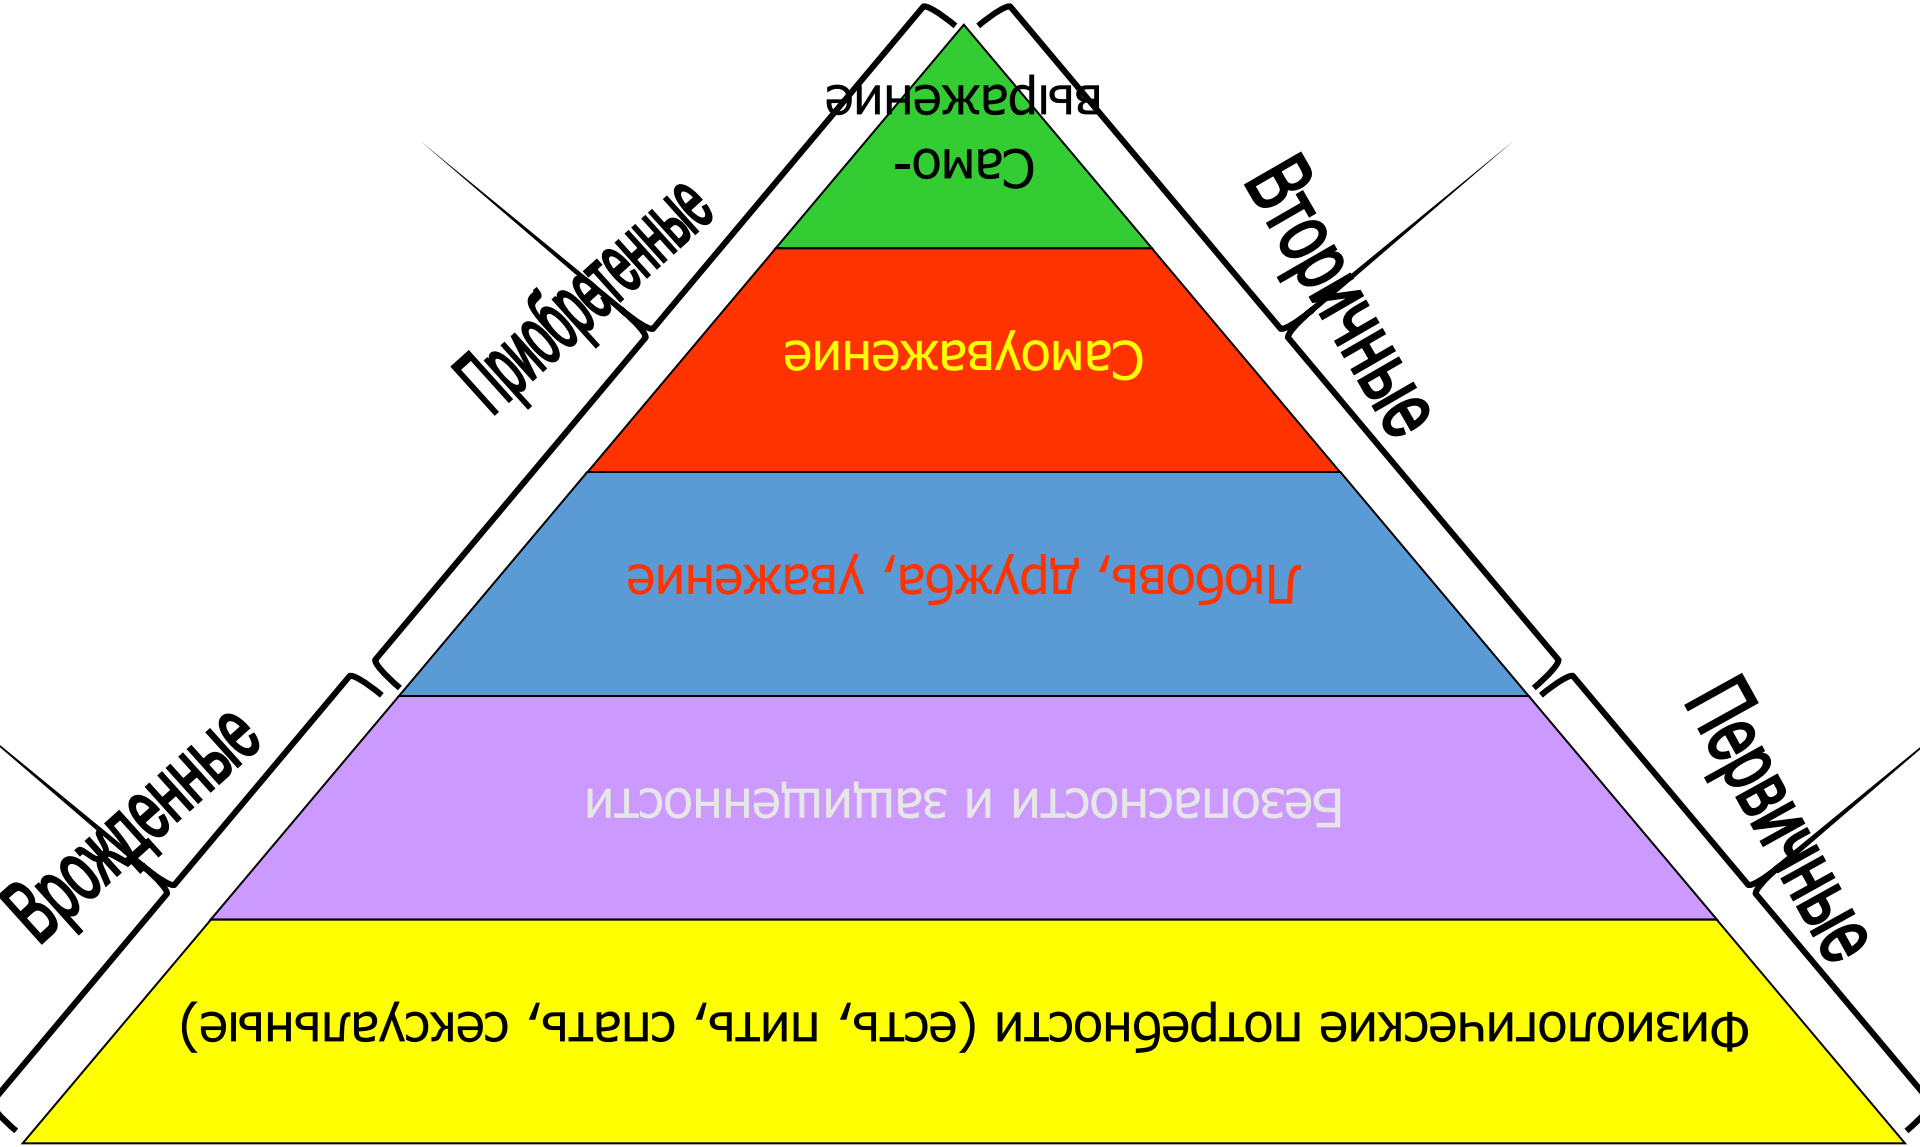 Само-
выражение
Самоуважение
Любовь, дружба, уважение
Безопасности и защищенности
Физиологические потребности (есть, пить, спать, сексуальные)
Приобретенные
Вторичные
Врожденные
Первичные